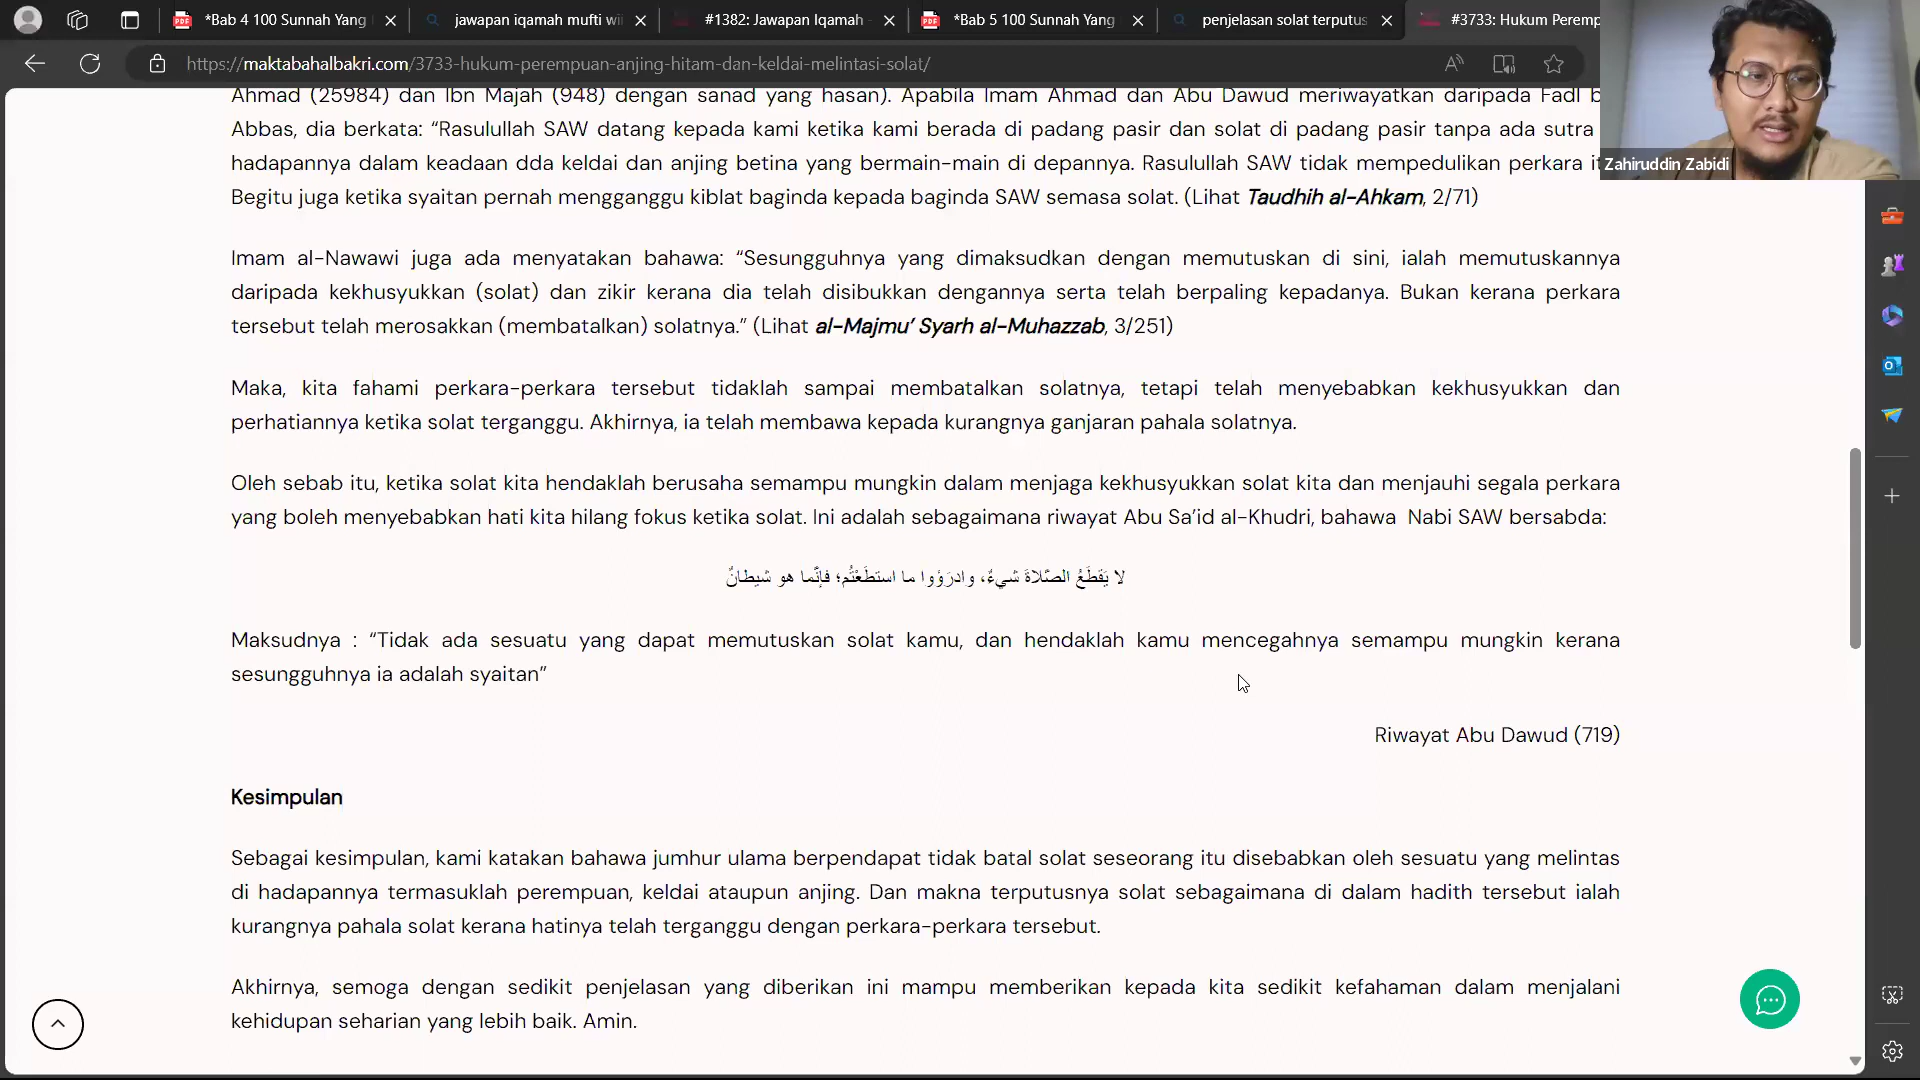 *Bab 4 100 Sunnah Yang
jawapan iqamah mufti wi
#1382: Jawapan Iqamah -
*Bab 5 100 Sunnah Yang
penjelasan solat terputus
#3733: Hukum Peremp
https://maktabahalbakri.com/3733-hukum-perempuan-anjing-hitam-dan-keldai-melintasi-solat/
Zahiruddin Zabidi
Ahmad (25984) dan Ibn Majah (948) dengan sanad yang hasan). Apabila Imam Ahmad dan Abu Dawud meriwayatkan daripada Fadl b
Abbas, dia berkata: “Rasulullah SAW datang kepada kami ketika kami berada di padang pasir dan solat di padang pasir tanpa ada sutra
hadapannya dalam keadaan dda keldai dan anjing betina yang bermain-main di depannya. Rasulullah SAW tidak mempedulikan perkara it
Begitu juga ketika syaitan pernah mengganggu kiblat baginda kepada baginda SAW semasa solat. (Lihat Taudhih al-Ahkam, 2/71)
Imam al-Nawawi juga ada menyatakan bahawa: “Sesungguhnya yang dimaksudkan dengan memutuskan di sini, ialah memutuskannya
daripada kekhusyukkan (solat) dan zikir kerana dia telah disibukkan dengannya serta telah berpaling kepadanya. Bukan kerana perkara
tersebut telah merosakkan (membatalkan) solatnya.” (Lihat al-Majmu’ Syarh al-Muhazzab, 3/251)
Maka, kita fahami perkara-perkara tersebut tidaklah sampai membatalkan solatnya, tetapi telah menyebabkan kekhusyukkan dan
perhatiannya ketika solat terganggu. Akhirnya, ia telah membawa kepada kurangnya ganjaran pahala solatnya.
Oleh sebab itu, ketika solat kita hendaklah berusaha semampu mungkin dalam menjaga kekhusyukkan solat kita dan menjauhi segala perkara
yang boleh menyebabkan hati kita hilang fokus ketika solat. Ini adalah sebagaimana riwayat Abu Sa’id al-Khudri, bahawa Nabi SAW bersabda:
لا يَقطَعُ الصَّلاةَ شيءٌ، وادرَؤوا ما استطَعْتُم؛ فإنَّما هو شيطانٌ
Maksudnya : “Tidak ada sesuatu yang dapat memutuskan solat kamu, dan hendaklah kamu mencegahnya semampu mungkin kerana
sesungguhnya ia adalah syaitan”
Riwayat Abu Dawud (719)
Kesimpulan
Sebagai kesimpulan, kami katakan bahawa jumhur ulama berpendapat tidak batal solat seseorang itu disebabkan oleh sesuatu yang melintas
di hadapannya termasuklah perempuan, keldai ataupun anjing. Dan makna terputusnya solat sebagaimana di dalam hadith tersebut ialah
kurangnya pahala solat kerana hatinya telah terganggu dengan perkara-perkara tersebut.
Akhirnya, semoga dengan sedikit penjelasan yang diberikan ini mampu memberikan kepada kita sedikit kefahaman dalam menjalani
kehidupan seharian yang lebih baik. Amin.